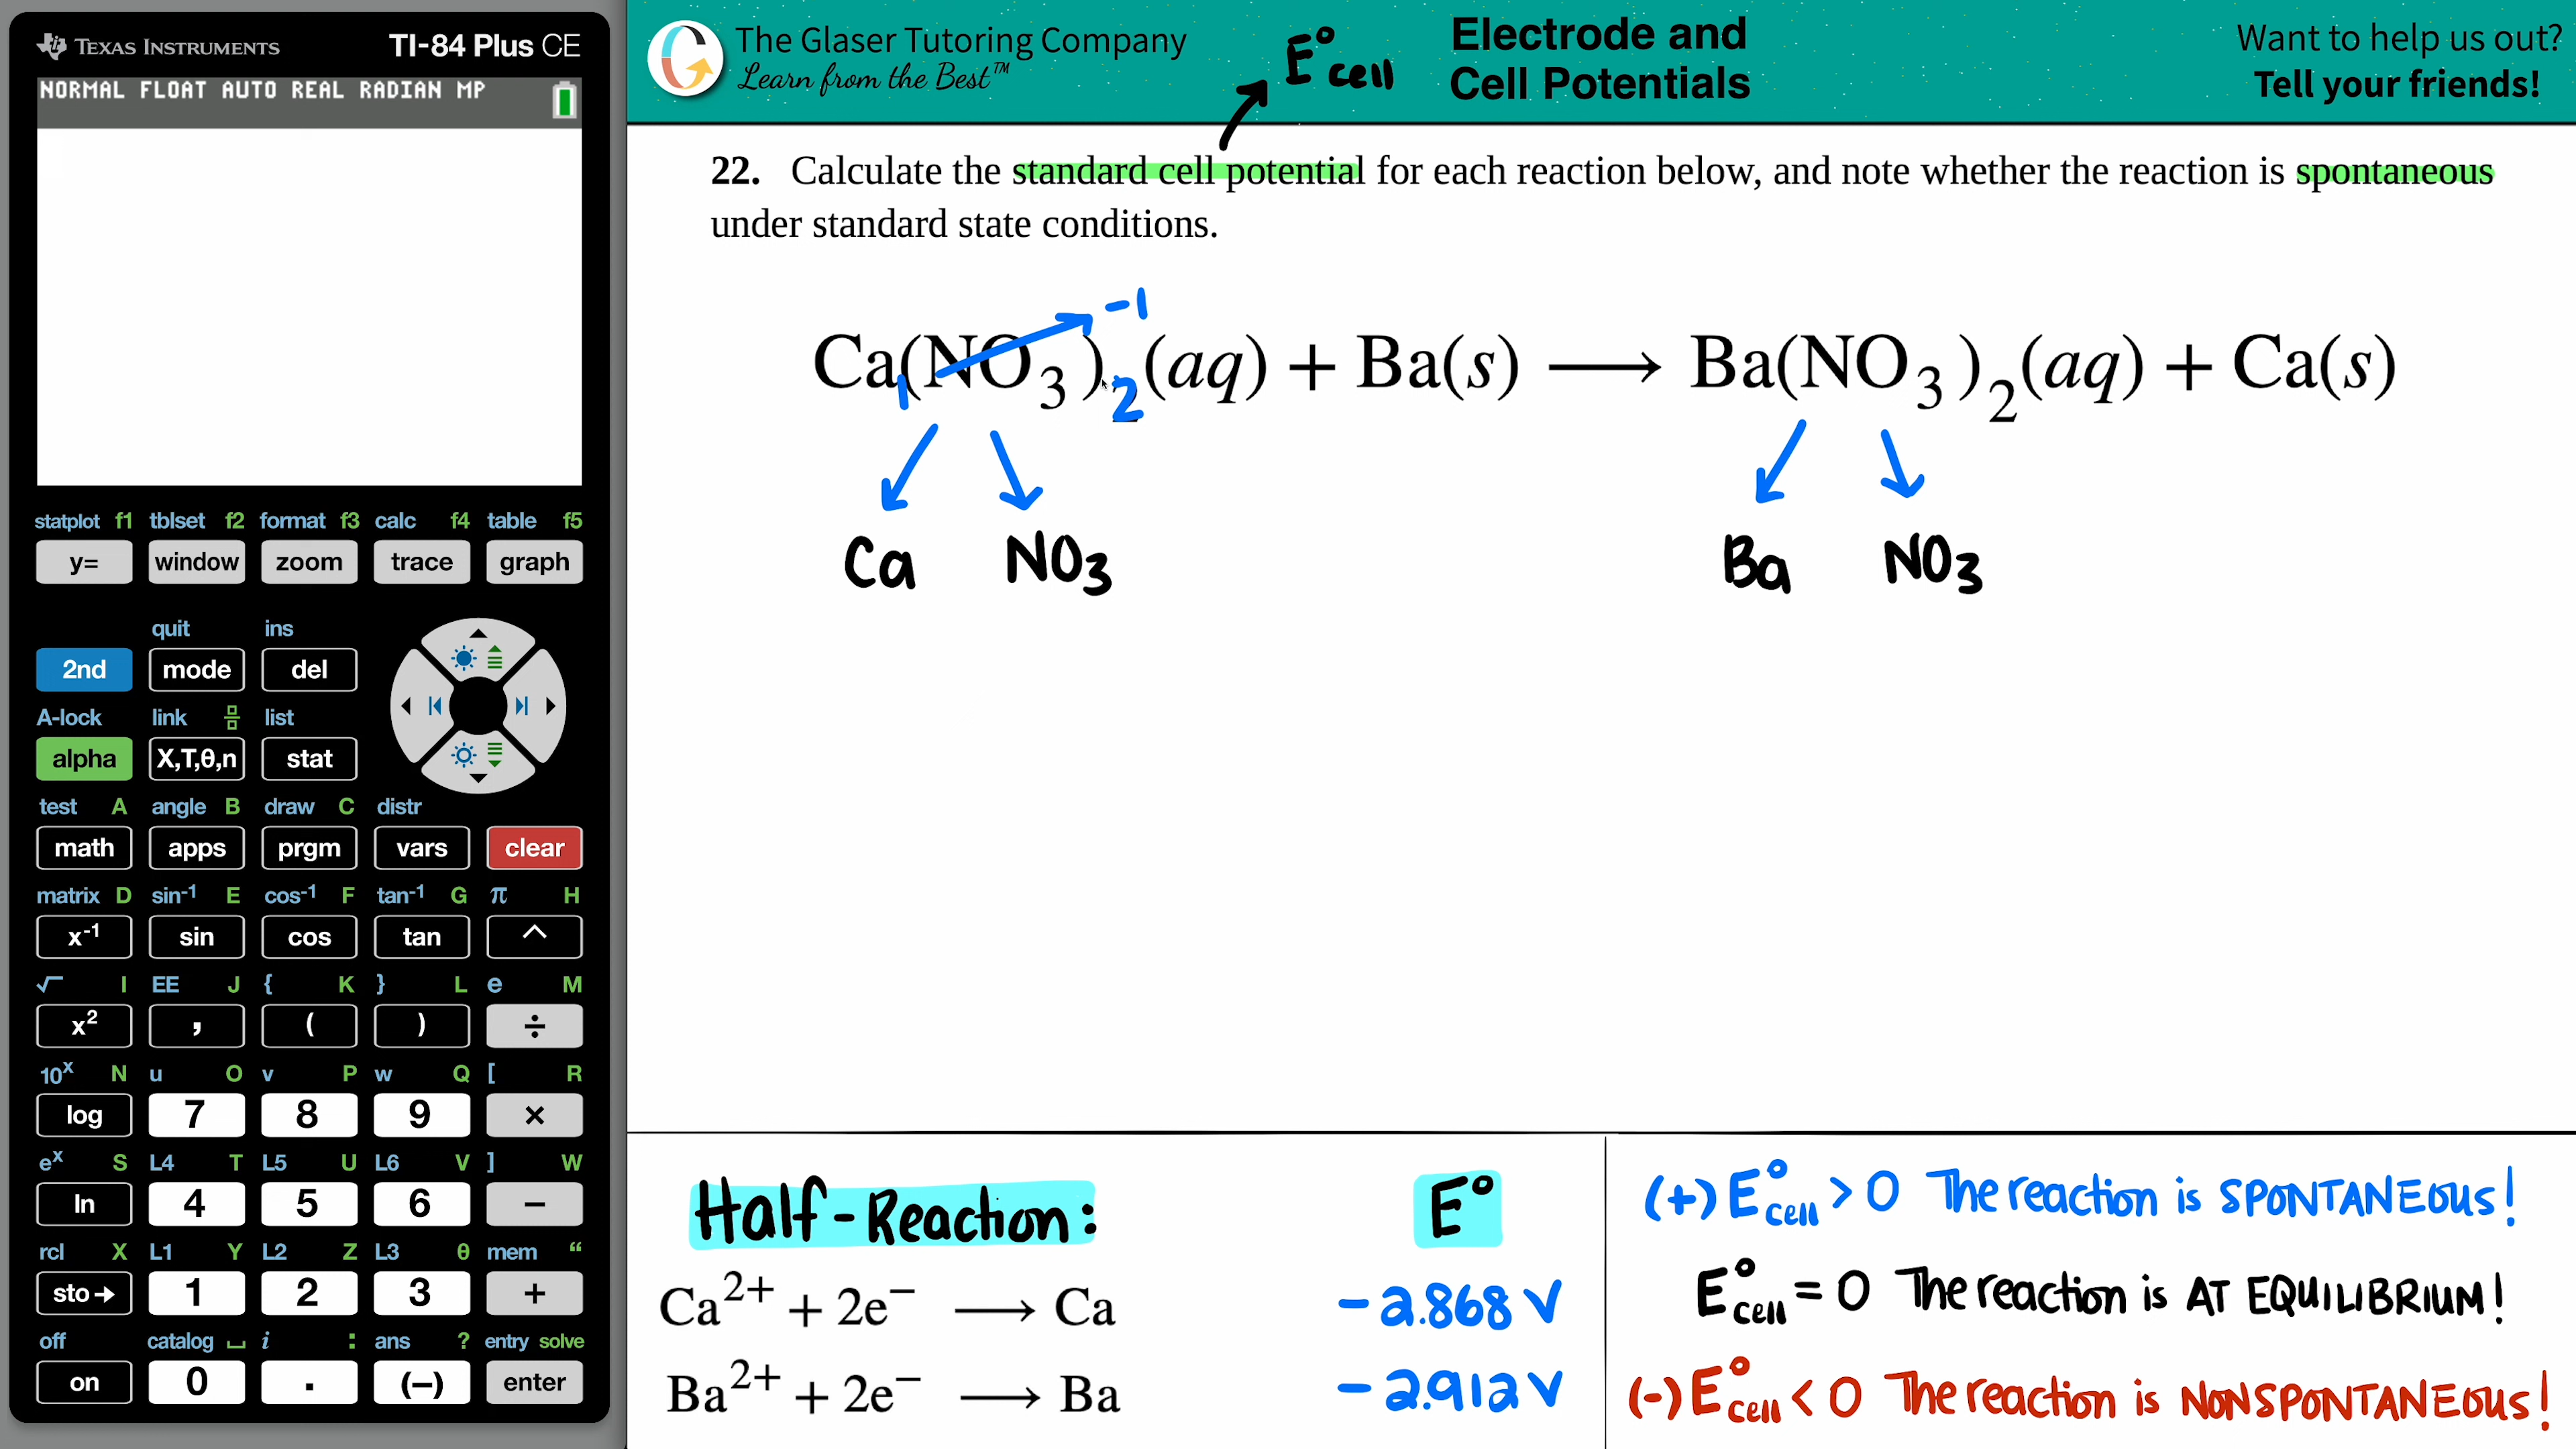 TEXAS INSTRUMENTS TI-84 Plus CE
NORMAL FLOAT AUTO REAL RADIAN MP
statplot f1 tblset f2 format f3 calc f4 table f5
y= window zoom trace graph
quit ins
2nd mode del
A-lock link list
alpha X,T,θ,n stat
test A angle B draw C distr
math apps prgm vars clear
matrix D sin⁻¹ E cos⁻¹ F tan⁻¹ G π H
x⁻¹ sin cos tan ^
√ I EE J { K } L e M
x² , ( ) ÷
10ˣ N u O v P w Q [ R
log 7 8 9 ×
eˣ S L4 T L5 U L6 V ] W
ln 4 5 6 −
rcl X L1 Y L2 Z L3 θ mem “
sto→ 1 2 3 +
off catalog ⎵ i : ans ? entry solve
on 0 . (−) enter
The Glaser Tutoring Company
Learn from the Best™
E°cell
Electrode and
Cell Potentials
Want to help us out?
Tell your friends!
22. Calculate the standard cell potential for each reaction below, and note whether the reaction is spontaneous
under standard state conditions.
-1
Ca(NO₃)₂(aq) + Ba(s) ⟶ Ba(NO₃)₂(aq) + Ca(s)
1 2
Ca NO₃ Ba NO₃
Half-Reaction: E°
Ca²⁺ + 2e⁻ ⟶ Ca -2.868 V
Ba²⁺ + 2e⁻ ⟶ Ba -2.912 V
(+) E°cell > 0 The reaction is SPONTANEOUS!
E°cell = 0 The reaction is AT EQUILIBRIUM!
(-) E°cell < 0 The reaction is NONSPONTANEOUS!